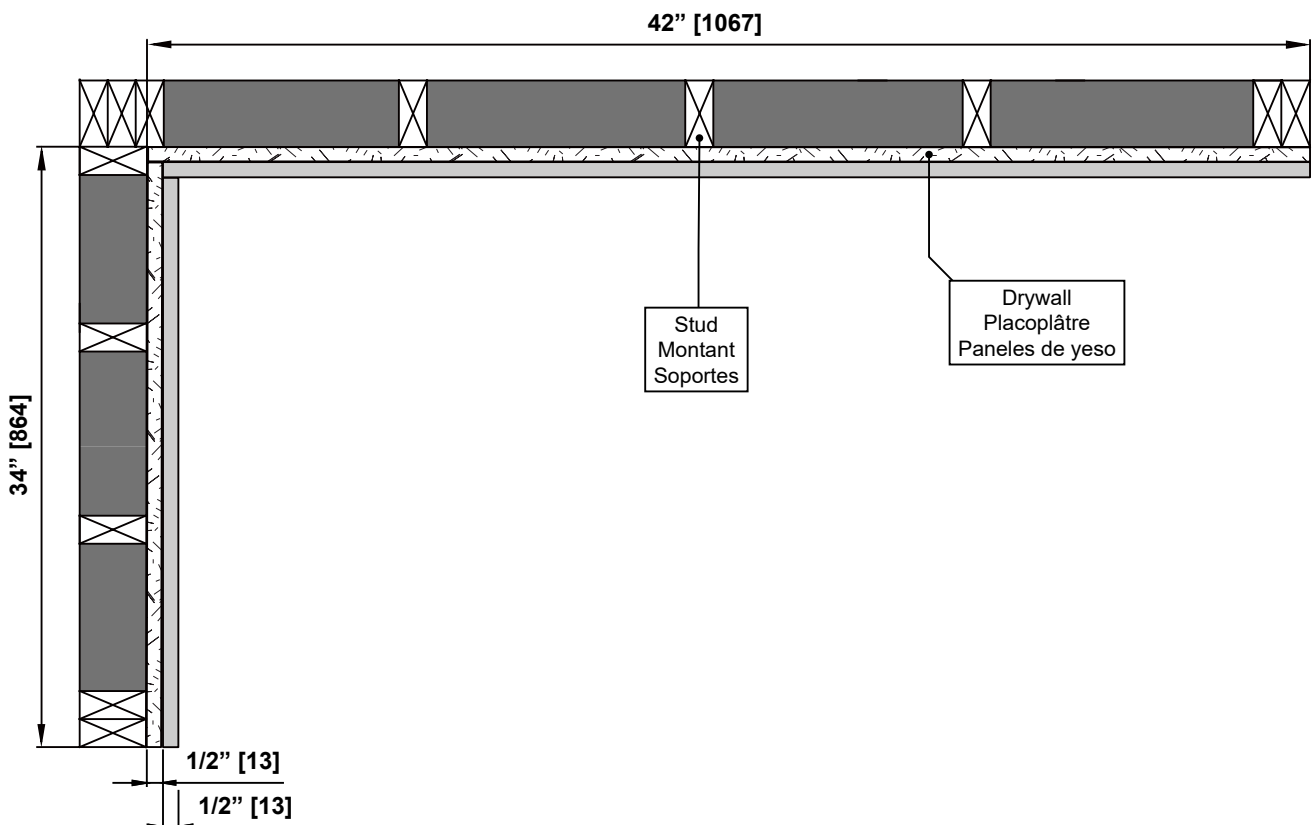 42” [1067]
Stud
Montant
Soportes
Drywall
Placoplâtre
Paneles de yeso
34” [864]
1/2” [13]
1/2” [13]